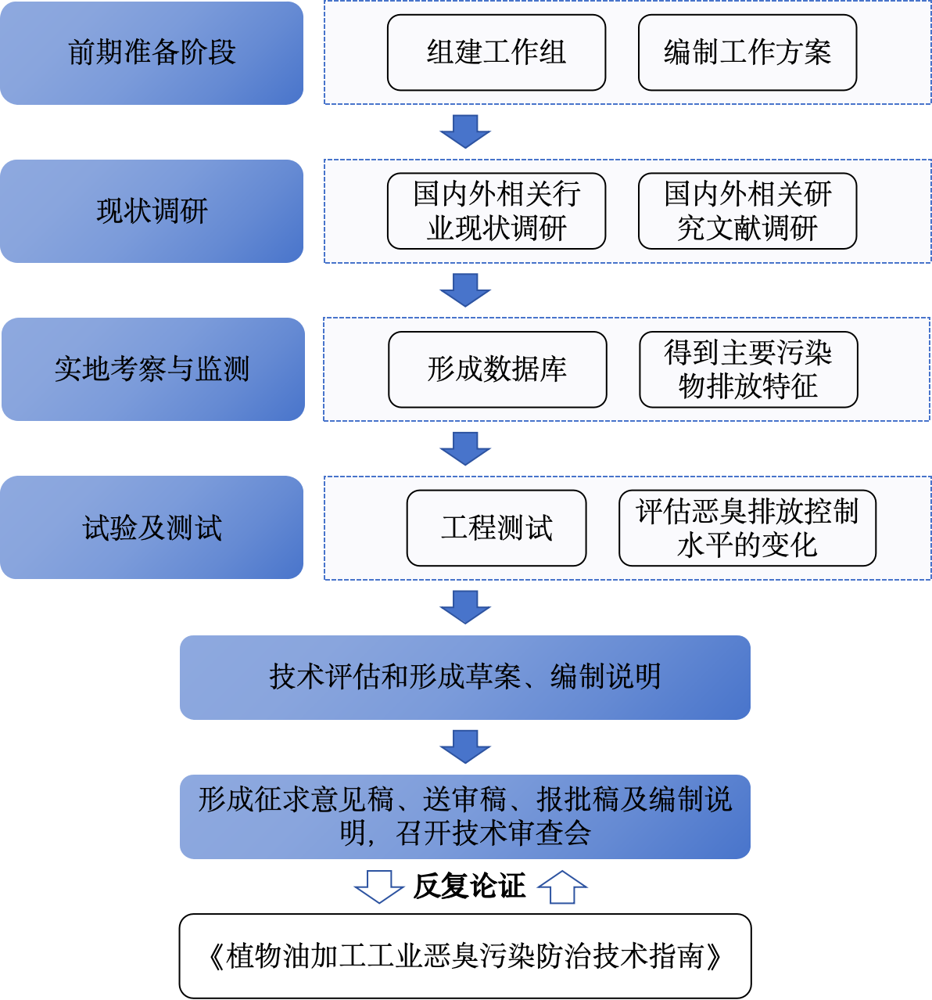 前期准备阶段
组建工作组
编制工作方案
现状调研
国内外相关行
业现状调研
国内外相关研
究文献调研
实地考察与监测
形成数据库
得到主要污染
物排放特征
试验及测试
工程测试
评估恶臭排放控制
水平的变化
技术评估和形成草案、编制说明
形成征求意见稿、送审稿、报批稿及编制说
明，召开技术审查会
反复论证
《植物油加工工业恶臭污染防治技术指南》